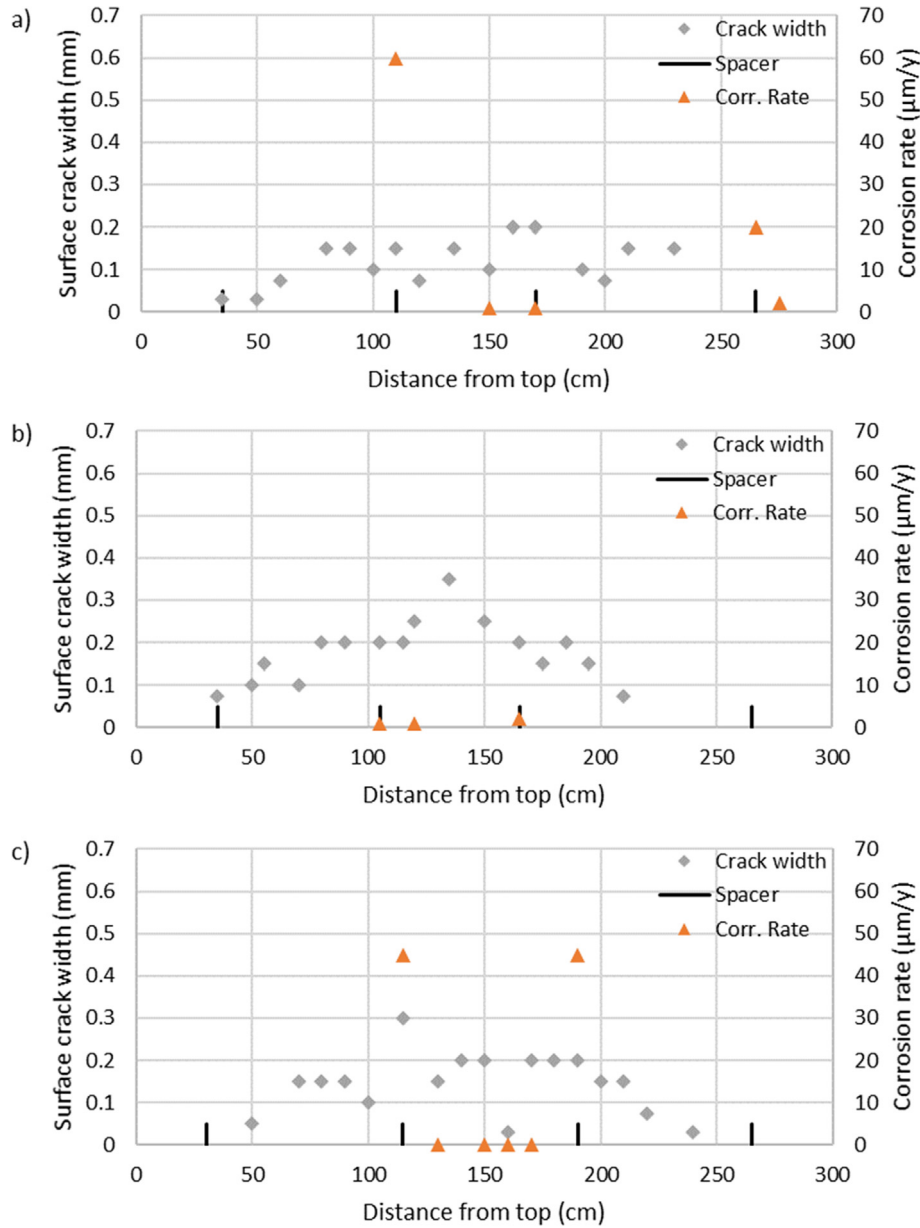 a)
Surface crack width (mm)
0.7
0.6
0.5
0.4
0.3
0.2
0.1
0
0 50 100 150 200 250 300
Distance from top (cm)
Crack width
Spacer
Corr. Rate
70
60
50
40
30
20
10
0
Corrosion rate (µm/y)
b)
Surface crack width (mm)
0.7
0.6
0.5
0.4
0.3
0.2
0.1
0
0 50 100 150 200 250 300
Distance from top (cm)
Crack width
Spacer
Corr. Rate
70
60
50
40
30
20
10
0
Corrosion rate (µm/y)
c)
Surface crack width (mm)
0.7
0.6
0.5
0.4
0.3
0.2
0.1
0
0 50 100 150 200 250 300
Distance from top (cm)
Crack width
Spacer
Corr. Rate
70
60
50
40
30
20
10
0
Corrosion rate (µm/y)